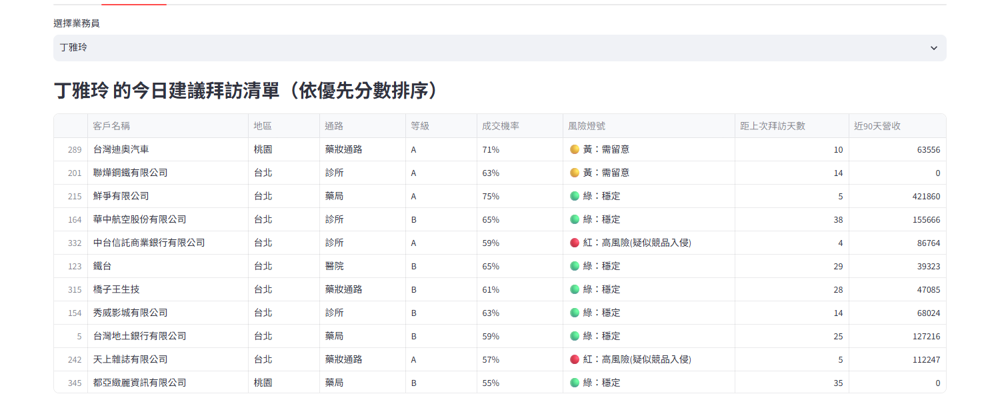 選擇業務員
丁雅玲
丁雅玲 的今日建議拜訪清單（依優先分數排序）
客戶名稱 地區 通路 等級 成交機率 風險燈號 距上次拜訪天數 近90天營收
289 台灣迪奧汽車 桃園 藥妝通路 A 71% 黃：需留意 10 63556
201 聯燁鋼鐵有限公司 台北 診所 A 63% 黃：需留意 14 0
215 鮮爭有限公司 台北 藥局 A 75% 綠：穩定 5 421860
164 華中航空股份有限公司 台北 診所 B 65% 綠：穩定 38 155666
332 中台信託商業銀行有限公司 台北 診所 A 59% 紅：高風險(疑似競品入侵) 4 86764
123 鐵台 台北 醫院 B 65% 綠：穩定 29 39323
315 橋子王生技 台北 藥妝通路 B 61% 綠：穩定 28 47085
154 秀威影城有限公司 台北 診所 B 63% 綠：穩定 14 68024
5 台灣地土銀行有限公司 台北 藥局 B 59% 綠：穩定 25 127216
242 天上雜誌有限公司 台北 藥妝通路 A 57% 紅：高風險(疑似競品入侵) 5 112247
345 都亞緻麗資訊有限公司 桃園 藥局 B 55% 綠：穩定 35 0